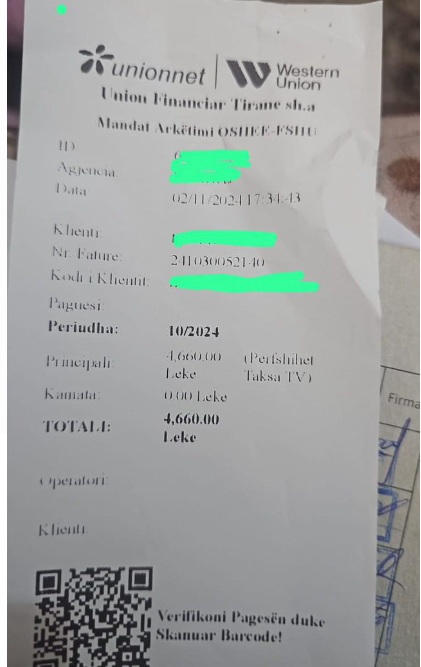 unionnet | Western Union
Union Financiar Tirane sh.a
Mandat Arkëtimi OSHEE-FSHU
ID
Agjencia:
Data 02/11/2024 17:34:43
Klienti:
Nr. Fature: 241030052140
Kodi i Klientit:
Paguesi:
Periudha: 10/2024
Principali: 4,660.00 Leke (Perfshihet Taksa TV)
Kamata: 0.00 Leke
TOTALI: 4,660.00 Leke
Operatori:
Klienti
Verifikoni Pagesën duke
Skanuar Barcode!
Firma